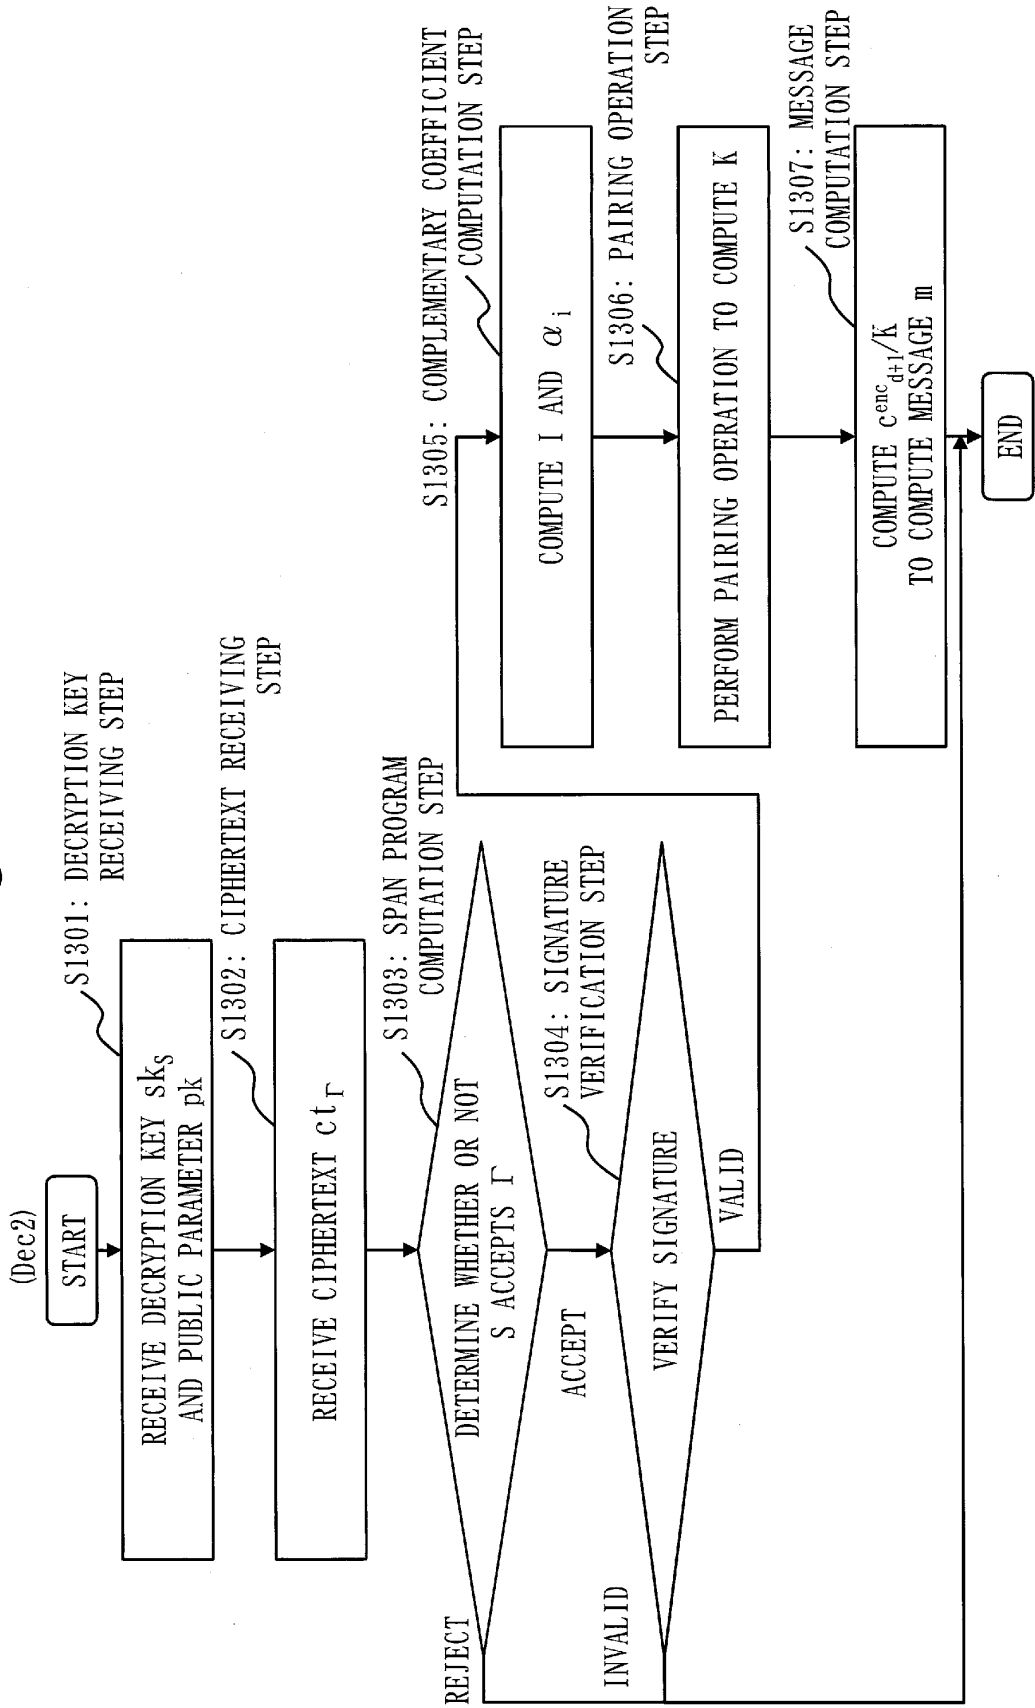 (Dec2)
START
S1301: DECRYPTION KEY
RECEIVING STEP
RECEIVE DECRYPTION KEY skS
AND PUBLIC PARAMETER pk
S1302: CIPHERTEXT RECEIVING
STEP
RECEIVE CIPHERTEXT ctΓ
S1303: SPAN PROGRAM
COMPUTATION STEP
DETERMINE WHETHER OR NOT
S ACCEPTS Γ
REJECT
ACCEPT
S1304: SIGNATURE
VERIFICATION STEP
VERIFY SIGNATURE
INVALID
VALID
S1305: COMPLEMENTARY COEFFICIENT
COMPUTATION STEP
COMPUTE I AND αi
S1306: PAIRING OPERATION
STEP
PERFORM PAIRING OPERATION TO COMPUTE K
S1307: MESSAGE
COMPUTATION STEP
COMPUTE c^enc_d+1/K
TO COMPUTE MESSAGE m
END